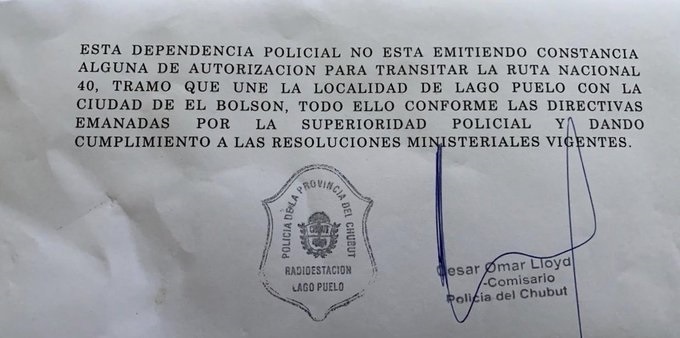 ESTA DEPENDENCIA POLICIAL NO ESTA EMITIENDO CONSTANCIA
ALGUNA DE AUTORIZACION PARA TRANSITAR LA RUTA NACIONAL
40, TRAMO QUE UNE LA LOCALIDAD DE LAGO PUELO CON LA
CIUDAD DE EL BOLSON, TODO ELLO CONFORME LAS DIRECTIVAS
EMANADAS POR LA SUPERIORIDAD POLICIAL Y DANDO
CUMPLIMIENTO A LAS RESOLUCIONES MINISTERIALES VIGENTES.
POLICIA DE LA PROVINCIA DEL CHUBUT
RADIOESTACION
LAGO PUELO
Cesar Omar Lloyd
-Comisario
Policia del Chubut